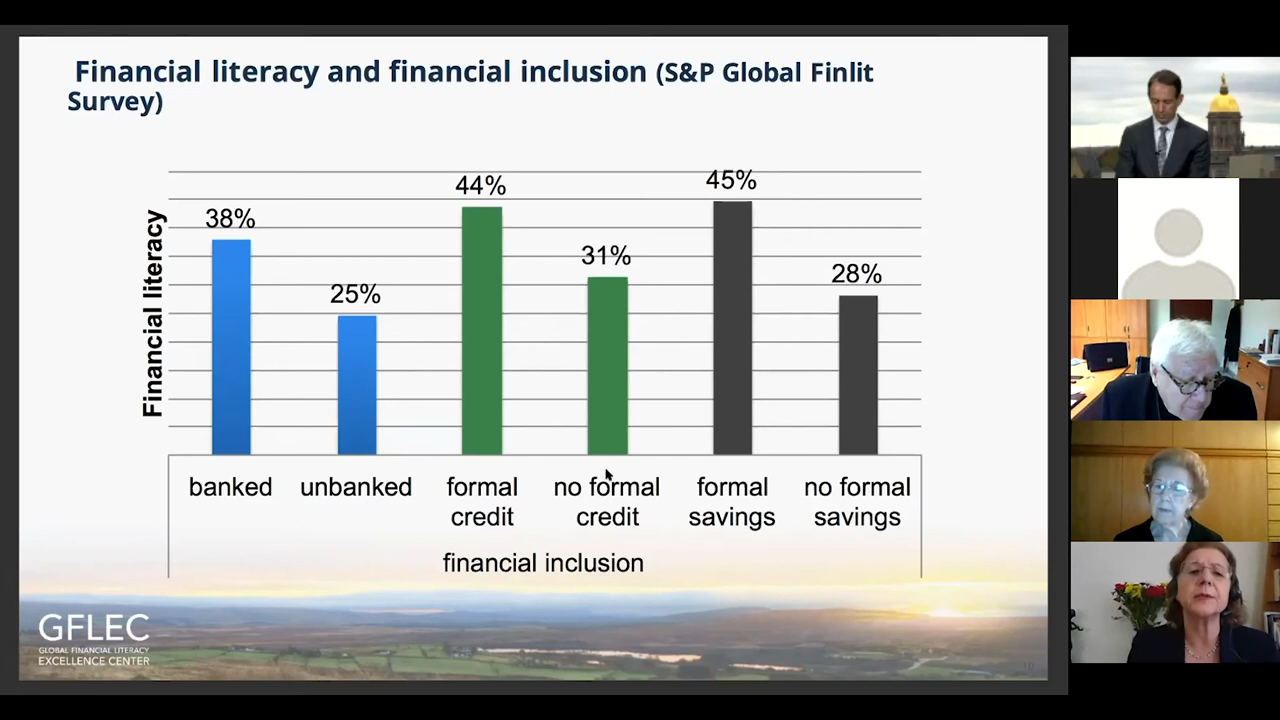 Financial literacy and financial inclusion (S&P Global Finlit
Survey)
Financial literacy
38%
25%
44%
31%
45%
28%
banked
unbanked
formal
credit
no formal
credit
formal
savings
no formal
savings
financial inclusion
GFLEC
GLOBAL FINANCIAL LITERACY
EXCELLENCE CENTER